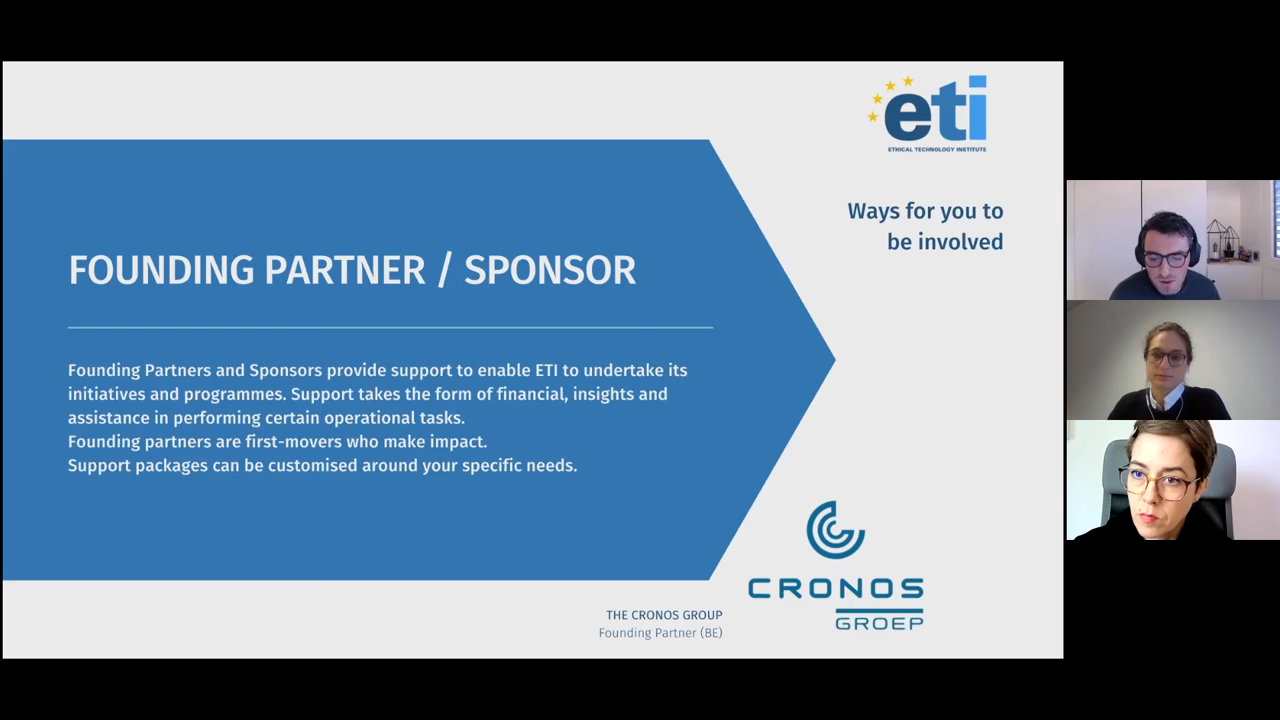 eti
ETHICAL TECHNOLOGY INSTITUTE
Ways for you to
be involved
FOUNDING PARTNER / SPONSOR
Founding Partners and Sponsors provide support to enable ETI to undertake its
initiatives and programmes. Support takes the form of financial, insights and
assistance in performing certain operational tasks.
Founding partners are first-movers who make impact.
Support packages can be customised around your specific needs.
THE CRONOS GROUP
Founding Partner (BE)
CRONOS
GROEP